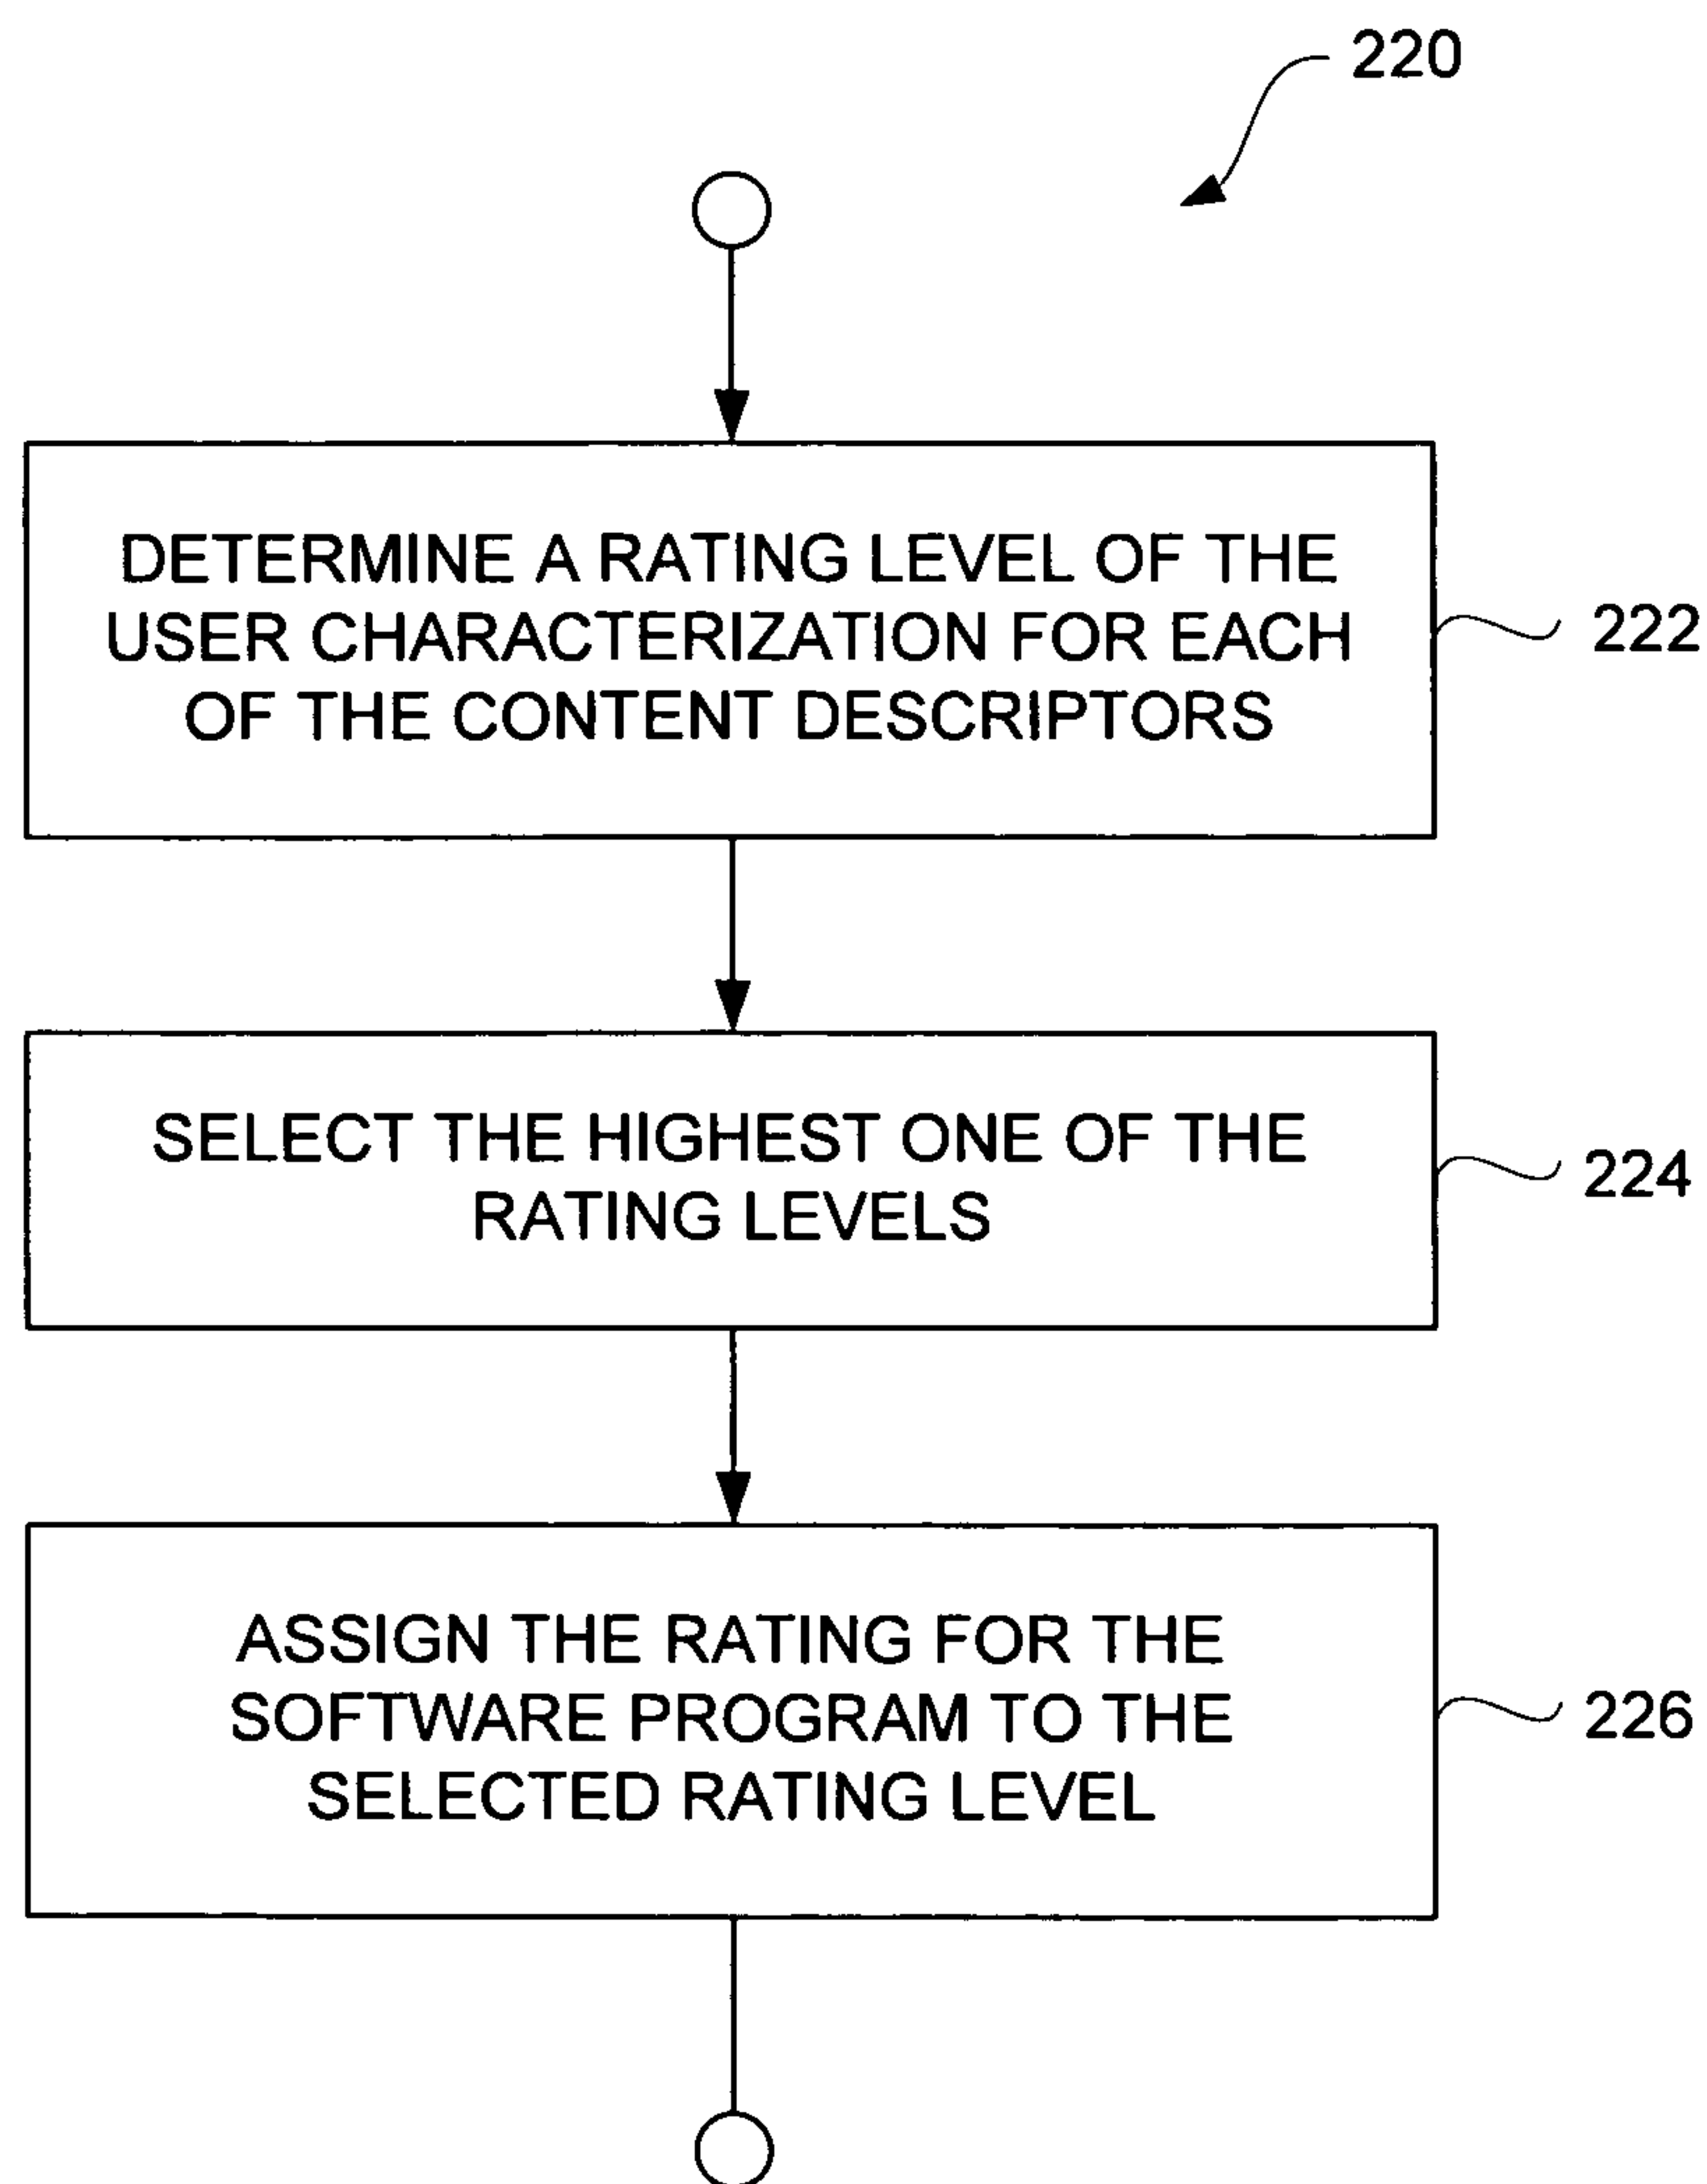 220
DETERMINE A RATING LEVEL OF THE
USER CHARACTERIZATION FOR EACH
OF THE CONTENT DESCRIPTORS
222
SELECT THE HIGHEST ONE OF THE
RATING LEVELS
224
ASSIGN THE RATING FOR THE
SOFTWARE PROGRAM TO THE
SELECTED RATING LEVEL
226